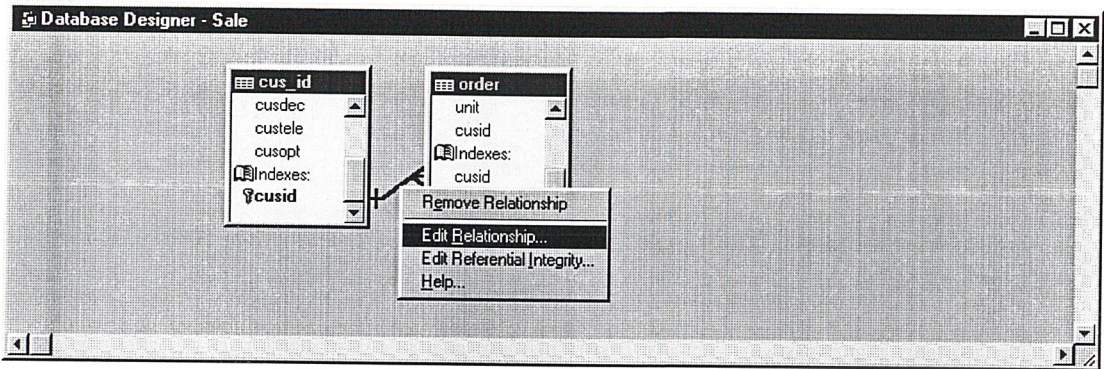 Database Designer - Sale
cus_id
cusdec
custele
cusopt
Indexes:
cusid
order
unit
cusid
Indexes:
cusid
Remove Relationship
Edit Relationship...
Edit Referential Integrity...
Help...